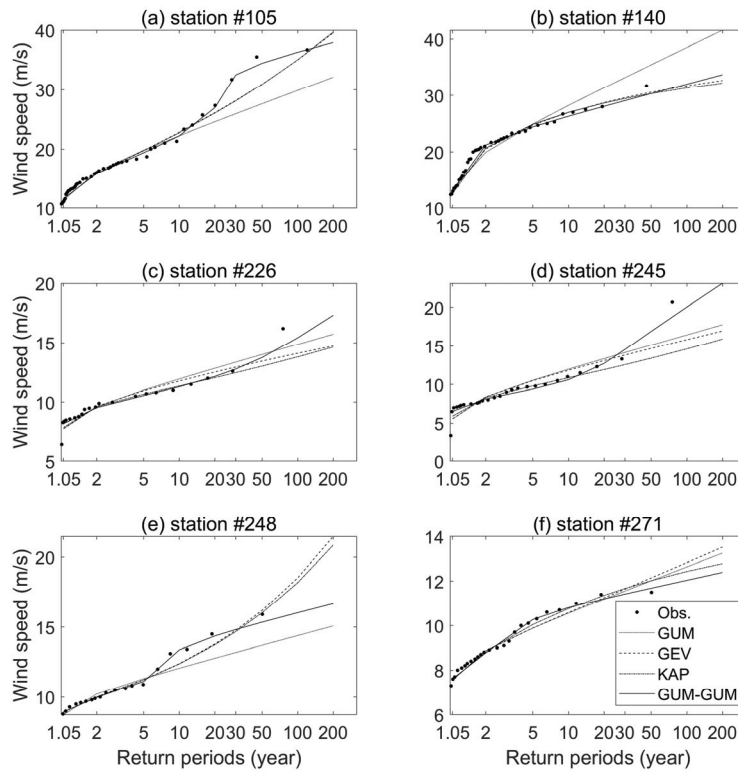 (a) station #105
Wind speed (m/s)
40
30
20
10
1.05 2 5 10 2030 50 100 200
(b) station #140
40
30
20
10
1.05 2 5 10 2030 50 100 200
(c) station #226
Wind speed (m/s)
20
15
10
5
1.05 2 5 10 2030 50 100 200
(d) station #245
20
15
10
5
0
1.05 2 5 10 2030 50 100 200
(e) station #248
Wind speed (m/s)
20
15
10
1.05 2 5 10 2030 50 100 200
Return periods (year)
(f) station #271
14
12
10
8
6
1.05 2 5 10 2030 50 100 200
Return periods (year)
Obs.
GUM
GEV
KAP
GUM-GUM